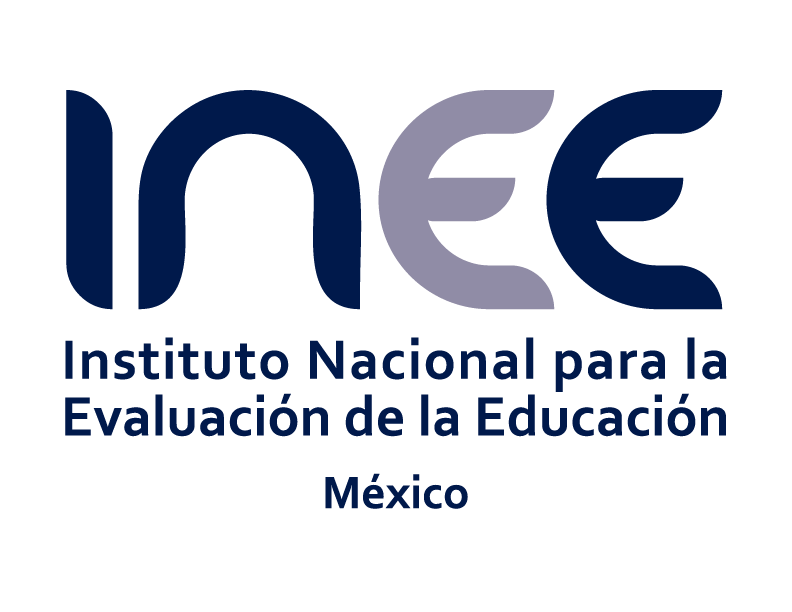 INEE
Instituto Nacional para la
Evaluación de la Educación
México